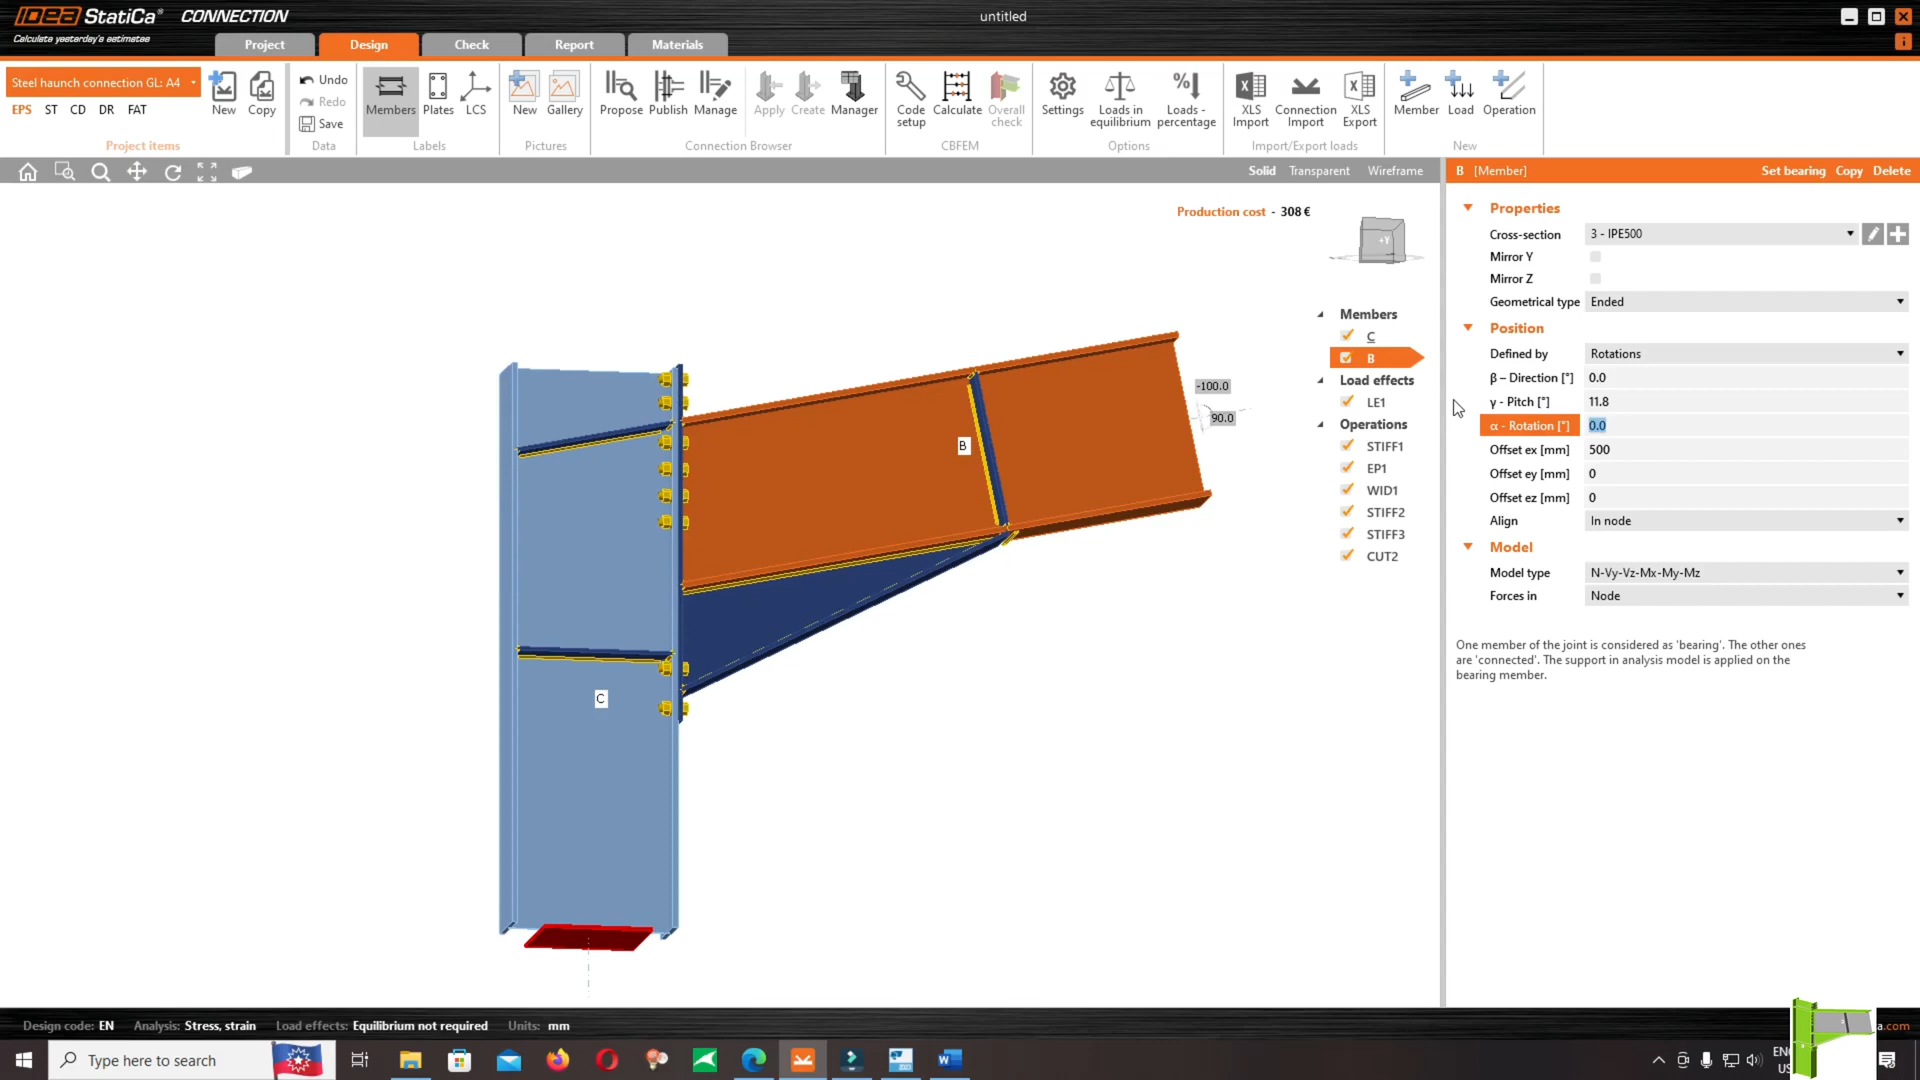 IDEA StatiCa® CONNECTION
Calculate yesterday's estimates
untitled
Project Design Check Report Materials
Steel haunch connection GL: A4
EPS ST CD DR FAT
New Copy
Project items
Undo
Redo
Save
Data
Members Plates LCS
Labels
New Gallery
Pictures
Propose Publish Manage Apply Create Manager
Connection Browser
Code setup Calculate Overall check
CBFEM
Settings Loads in equilibrium Loads - percentage
Options
XLS Import Connection Import XLS Export
Import/Export loads
Member Load Operation
New
Solid Transparent Wireframe
Production cost - 308 €
+Y
Members
C
B
Load effects
LE1
Operations
STIFF1
EP1
WID1
STIFF2
STIFF3
CUT2
-100.0
90.0
B
C
B [Member] Set bearing Copy Delete
Properties
Cross-section 3 - IPE500
Mirror Y
Mirror Z
Geometrical type Ended
Position
Defined by Rotations
β – Direction [°] 0.0
γ - Pitch [°] 11.8
α - Rotation [°] 0.0
Offset ex [mm] 500
Offset ey [mm] 0
Offset ez [mm] 0
Align In node
Model
Model type N-Vy-Vz-Mx-My-Mz
Forces in Node
One member of the joint is considered as 'bearing'. The other ones
are 'connected'. The support in analysis model is applied on the
bearing member.
Design code: EN Analysis: Stress, strain Load effects: Equilibrium not required Units: mm
a.com
Type here to search